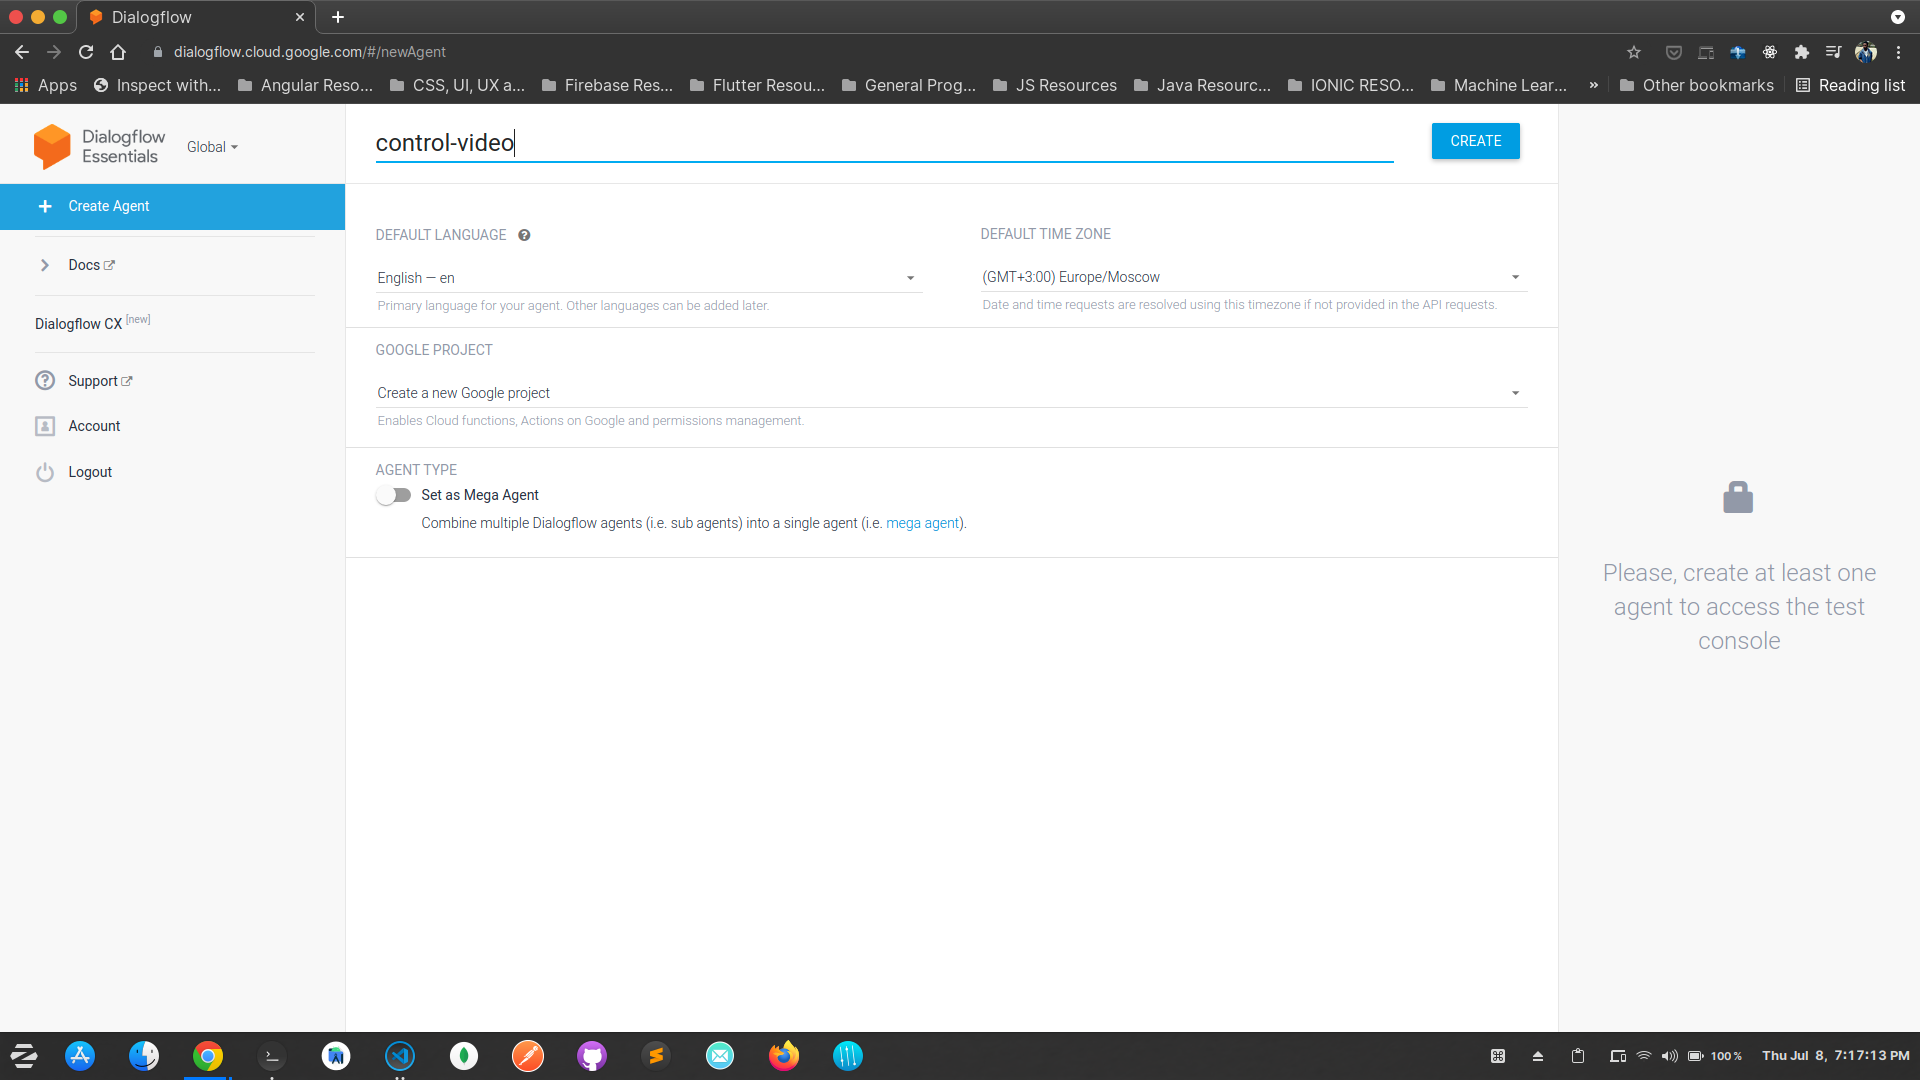 Dialogflow
dialogflow.cloud.google.com/#/newAgent
Apps
Inspect with...
Angular Reso...
CSS, UI, UX a...
Firebase Res...
Flutter Resou...
General Prog...
JS Resources
Java Resourc...
IONIC RESO...
Machine Lear...
»
Other bookmarks
Reading list
Dialogflow
Essentials
Global
control-video
CREATE
Create Agent
Docs
Dialogflow CX [new]
Support
Account
Logout
DEFAULT LANGUAGE ?
English — en
Primary language for your agent. Other languages can be added later.
DEFAULT TIME ZONE
(GMT+3:00) Europe/Moscow
Date and time requests are resolved using this timezone if not provided in the API requests.
GOOGLE PROJECT
Create a new Google project
Enables Cloud functions, Actions on Google and permissions management.
AGENT TYPE
Set as Mega Agent
Combine multiple Dialogflow agents (i.e. sub agents) into a single agent (i.e. mega agent).
Please, create at least one
agent to access the test
console
100 %
Thu Jul 8, 7:17:13 PM